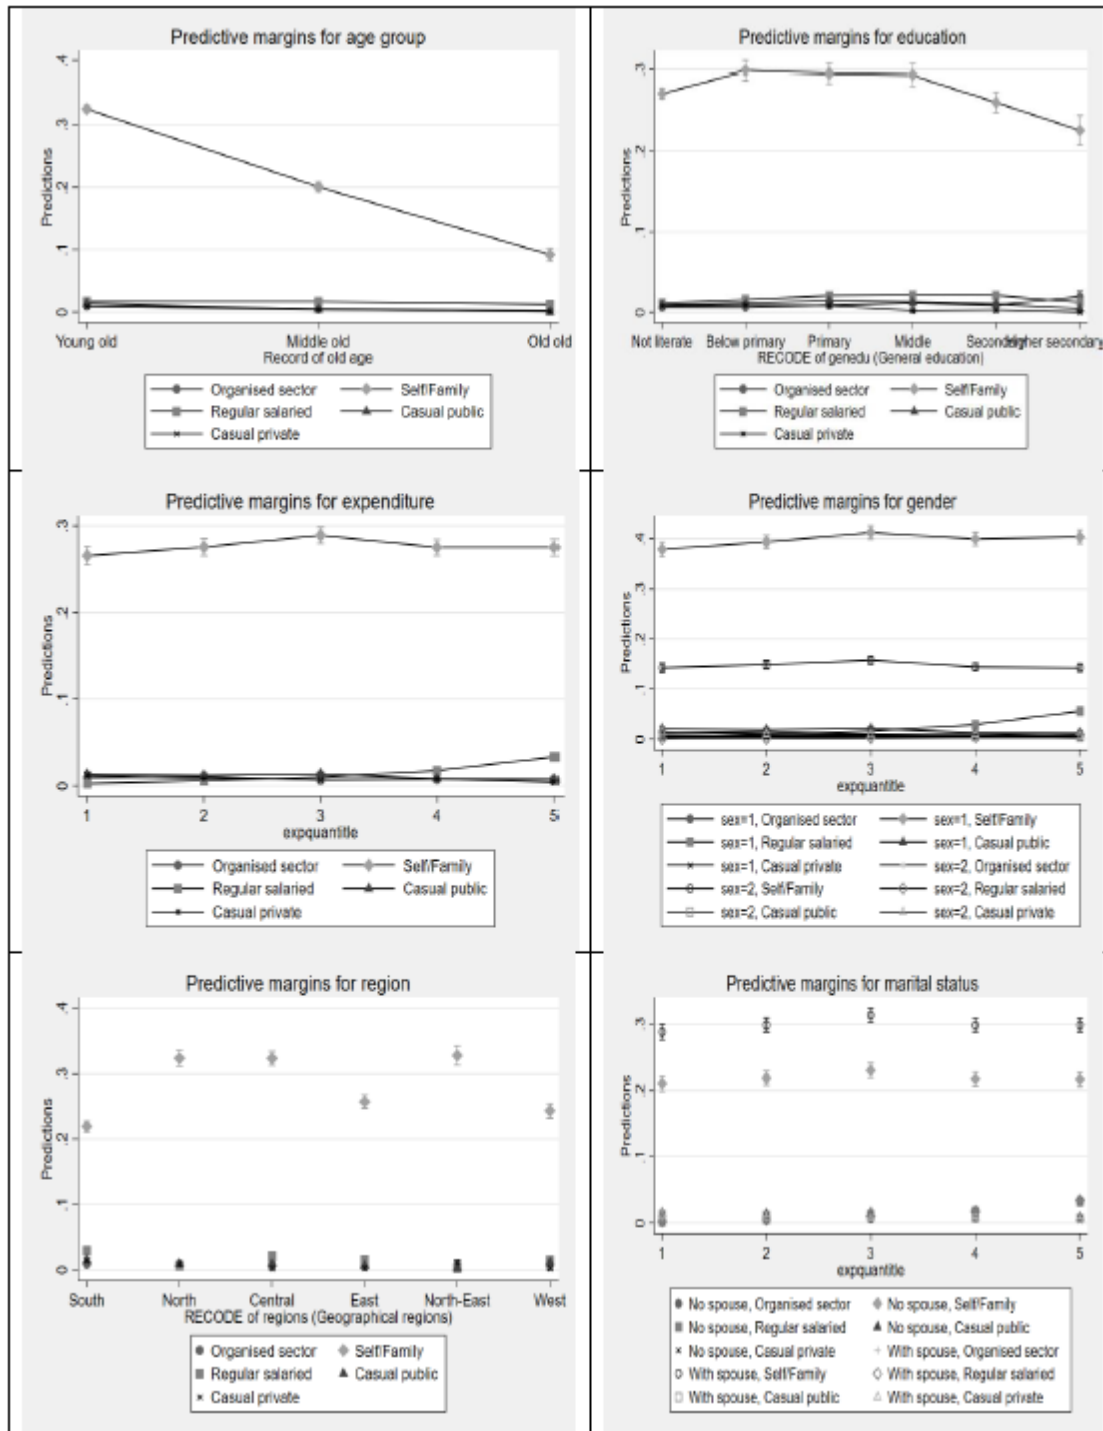 Predictive margins for age group
.4
.3
.2
.1
0
Predictions
Young old Middle old Old old
Record of old age
Organised sector Self/Family
Regular salaried Casual public
Casual private
Predictive margins for education
.3
.2
.1
0
Predictions
Not literate Below primary Primary Middle Secondary Higher secondary
RECODE of genedu (General education)
Organised sector Self/Family
Regular salaried Casual public
Casual private
Predictive margins for expenditure
.3
.2
.1
0
Predictions
1 2 3 4 5
expquantitle
Organised sector Self/Family
Regular salaried Casual public
Casual private
Predictive margins for gender
.4
.3
.2
.1
0
Predictions
1 2 3 4 5
expquantitle
sex=1, Organised sector sex=1, Self/Family
sex=1, Regular salaried sex=1, Casual public
sex=1, Casual private sex=2, Organised sector
sex=2, Self/Family sex=2, Regular salaried
sex=2, Casual public sex=2, Casual private
Predictive margins for region
.4
.3
.2
.1
0
Predictions
South North Central East North-East West
RECODE of regions (Geographical regions)
Organised sector Self/Family
Regular salaried Casual public
Casual private
Predictive margins for marital status
.3
.2
.1
0
Predictions
1 2 3 4 5
expquantitle
No spouse, Organised sector No spouse, Self/Family
No spouse, Regular salaried No spouse, Casual public
No spouse, Casual private With spouse, Organised sector
With spouse, Self/Family With spouse, Regular salaried
With spouse, Casual public With spouse, Casual private